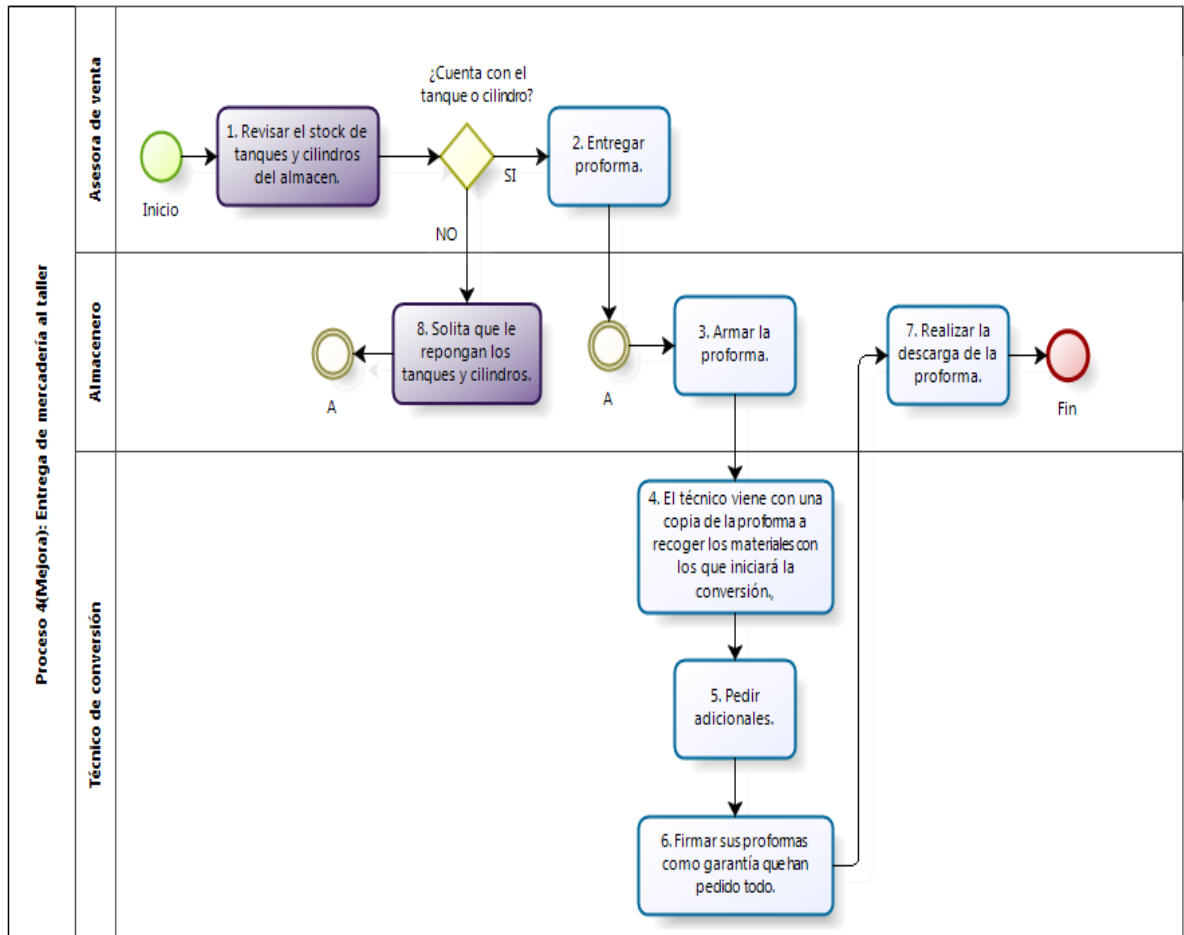 Proceso 4(Mejora): Entrega de mercadería al taller
Asesora de venta
Inicio
1. Revisar el stock de
tanques y cilindros
del almacen.
¿Cuenta con el
tanque o cilindro?
SI
NO
2. Entregar
proforma.
Almacenero
A
8. Solita que le
repongan los
tanques y cilindros.
A
3. Armar la
proforma.
7. Realizar la
descarga de la
proforma.
Fin
Técnico de conversión
4. El técnico viene con una
copia de la proforma a
recoger los materiales con
los que iniciará la
conversión.,
5. Pedir
adicionales.
6. Firmar sus proformas
como garantía que han
pedido todo.